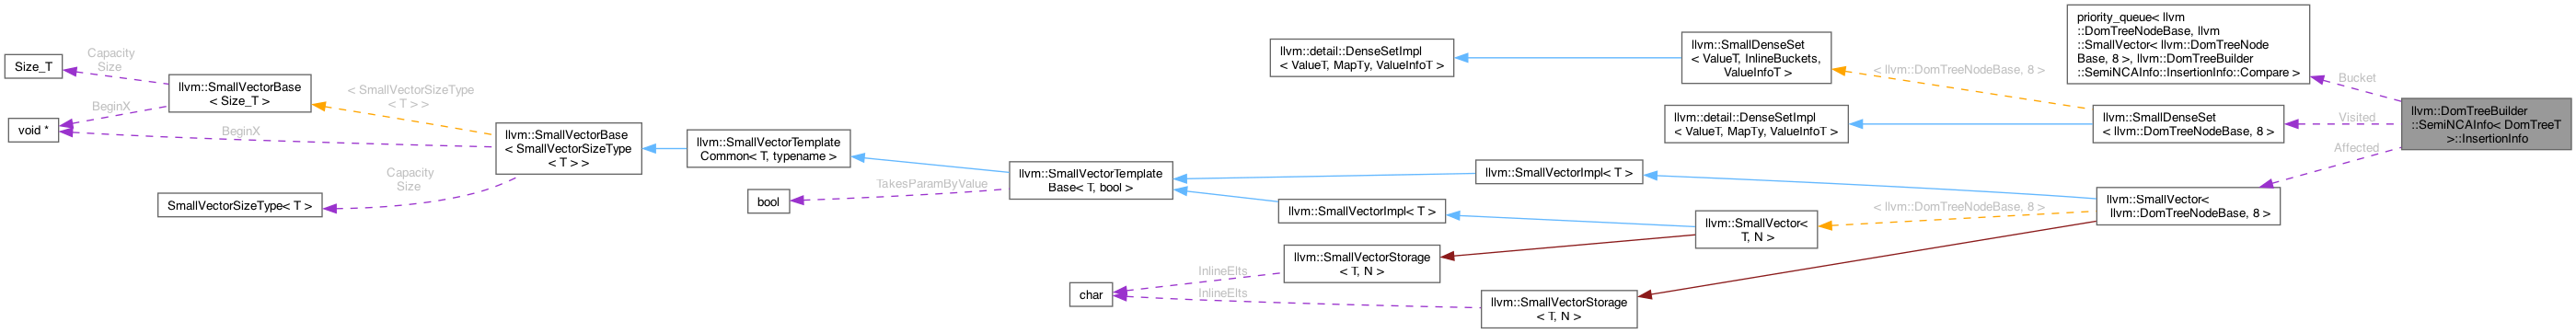 Size_T
void *
Capacity
Size
BeginX
llvm::SmallVectorBase
< Size_T >
< SmallVectorSizeType
< T > >
BeginX
SmallVectorSizeType< T >
Capacity
Size
llvm::SmallVectorBase
< SmallVectorSizeType
< T > >
llvm::SmallVectorTemplate
Common< T, typename >
bool
TakesParamByValue
llvm::SmallVectorTemplate
Base< T, bool >
char
InlineElts
InlineElts
llvm::detail::DenseSetImpl
< ValueT, MapTy, ValueInfoT >
llvm::SmallVectorImpl< T >
llvm::SmallVectorStorage
< T, N >
llvm::SmallVectorImpl< T >
llvm::SmallVectorStorage
< T, N >
llvm::SmallDenseSet
< ValueT, InlineBuckets,
ValueInfoT >
llvm::detail::DenseSetImpl
< ValueT, MapTy, ValueInfoT >
llvm::SmallVector<
T, N >
< llvm::DomTreeNodeBase, 8 >
< llvm::DomTreeNodeBase, 8 >
priority_queue< llvm
::DomTreeNodeBase, llvm
::SmallVector< llvm::DomTreeNode
Base, 8 >, llvm::DomTreeBuilder
::SemiNCAInfo::InsertionInfo::Compare >
llvm::SmallDenseSet
< llvm::DomTreeNodeBase, 8 >
llvm::SmallVector<
llvm::DomTreeNodeBase, 8 >
Bucket
Visited
Affected
llvm::DomTreeBuilder
::SemiNCAInfo< DomTreeT
>::InsertionInfo